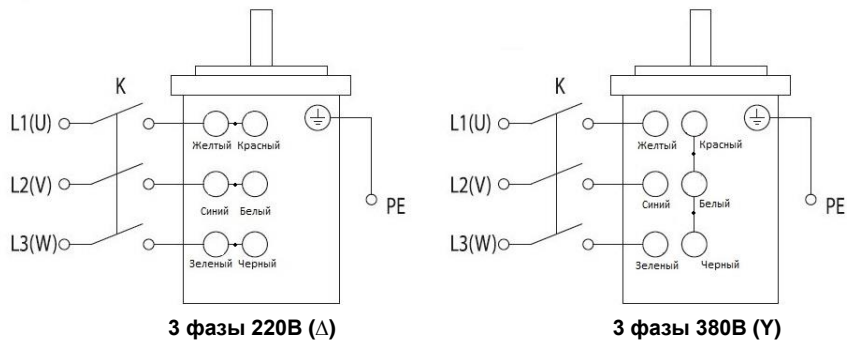 K
L1(U)
Желтый Красный
L2(V)
Синий Белый
PE
L3(W)
Зеленый Черный
3 фазы 220В (Δ)
K
L1(U)
Желтый Красный
L2(V)
Синий Белый
PE
L3(W)
Зеленый Черный
3 фазы 380В (Y)